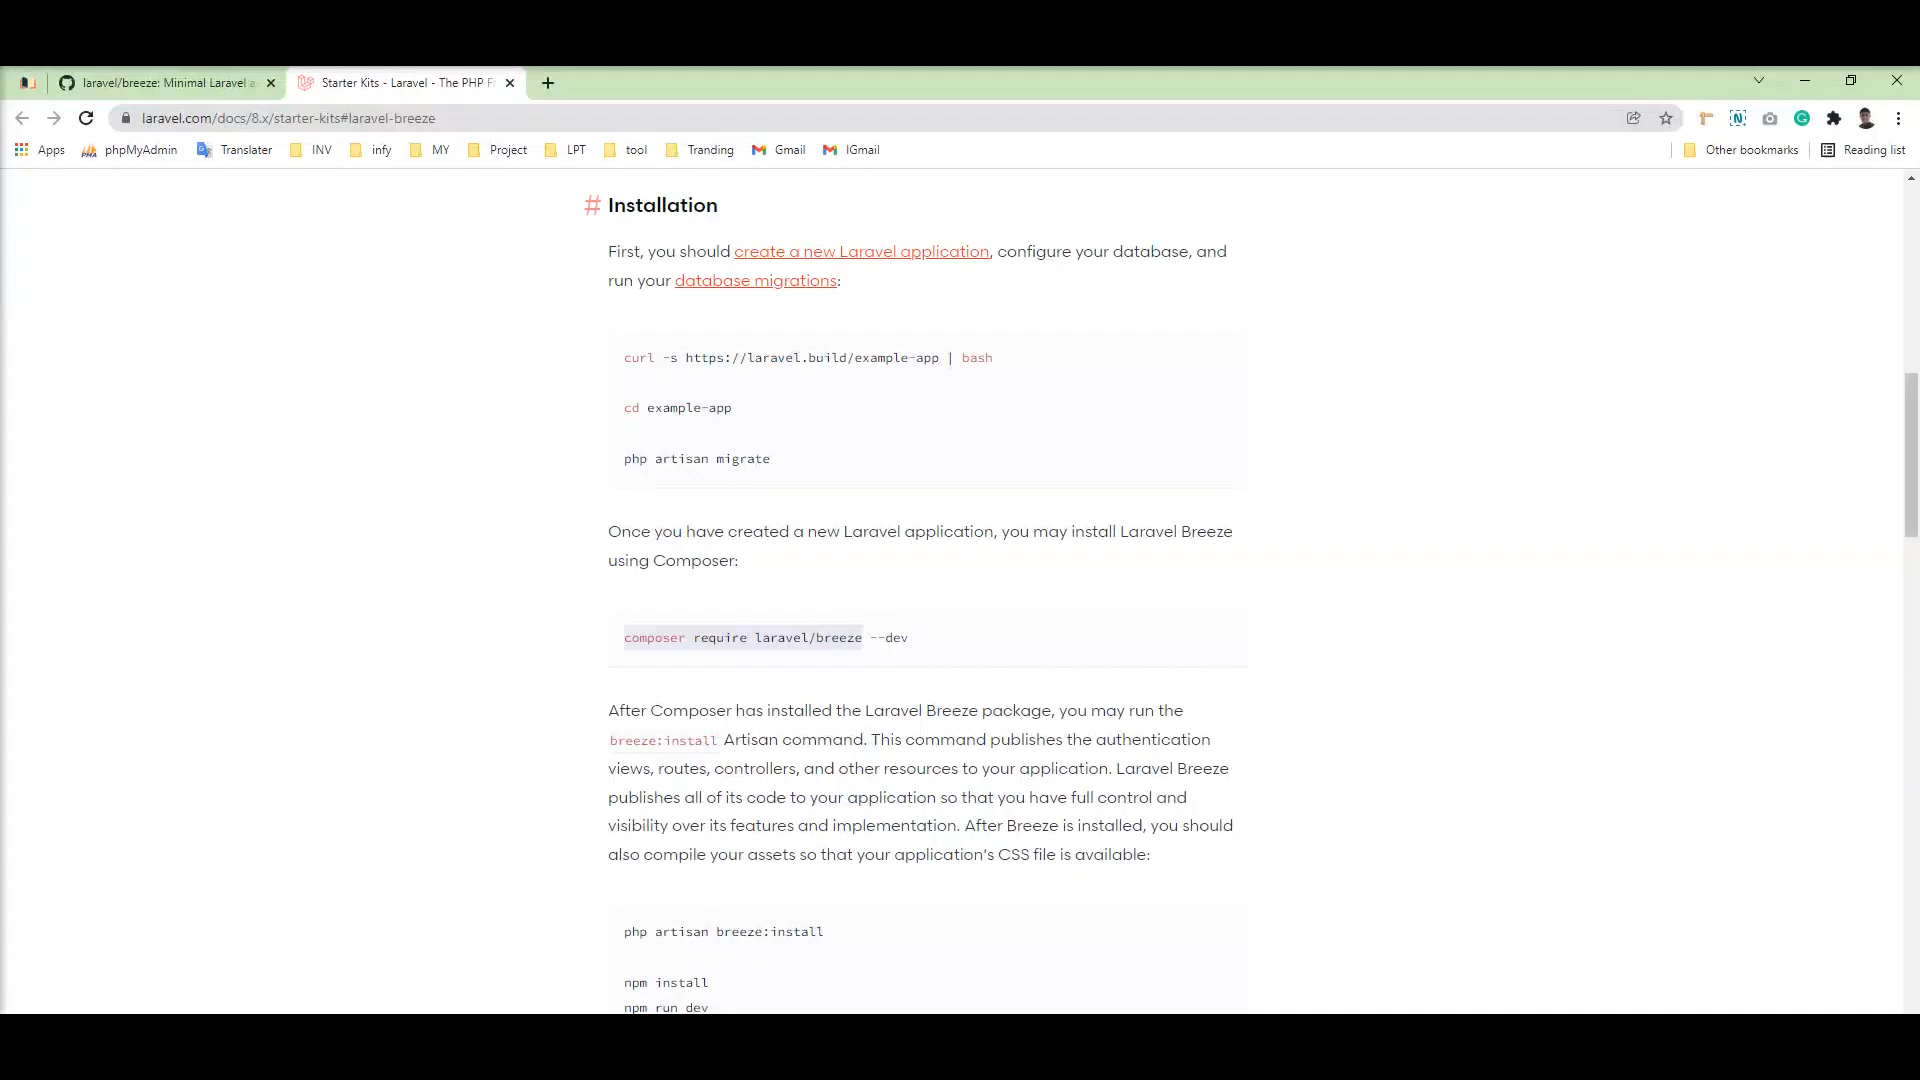 laravel/breeze: Minimal Laravel a
Starter Kits - Laravel - The PHP F
laravel.com/docs/8.x/starter-kits#laravel-breeze
Apps phpMyAdmin Translater INV infy MY Project LPT tool Tranding Gmail IGmail Other bookmarks Reading list
# Installation
First, you should create a new Laravel application, configure your database, and
run your database migrations:
curl -s https://laravel.build/example-app | bash
cd example-app
php artisan migrate
Once you have created a new Laravel application, you may install Laravel Breeze
using Composer:
composer require laravel/breeze --dev
After Composer has installed the Laravel Breeze package, you may run the
breeze:install Artisan command. This command publishes the authentication
views, routes, controllers, and other resources to your application. Laravel Breeze
publishes all of its code to your application so that you have full control and
visibility over its features and implementation. After Breeze is installed, you should
also compile your assets so that your application's CSS file is available:
php artisan breeze:install
npm install
npm run dev